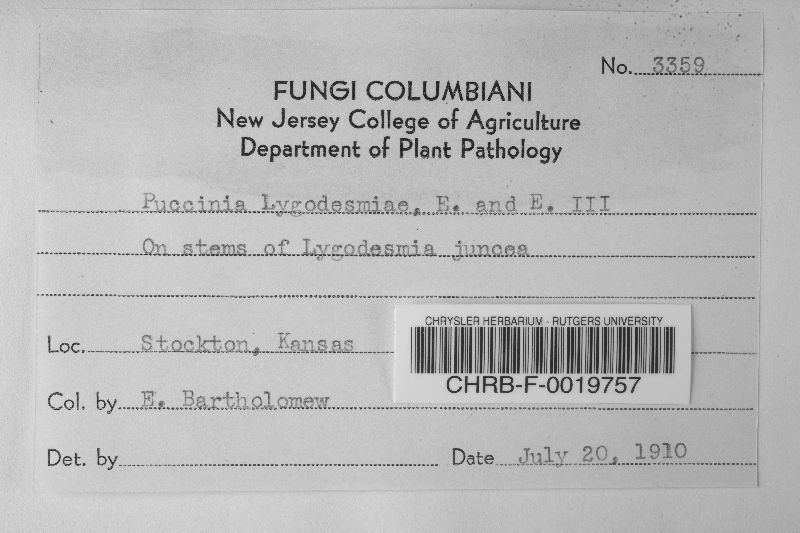 No. 3359
FUNGI COLUMBIANI
New Jersey College of Agriculture
Department of Plant Pathology
Puccinia Lygodesmiae, E. and E. III
On stems of Lygodesmia juncea
Loc. Stockton, Kansas
CHRYSLER HERBARIUM - RUTGERS UNIVERSITY
CHRB-F-0019757
Col. by E. Bartholomew
Det. by
Date July 20, 1910